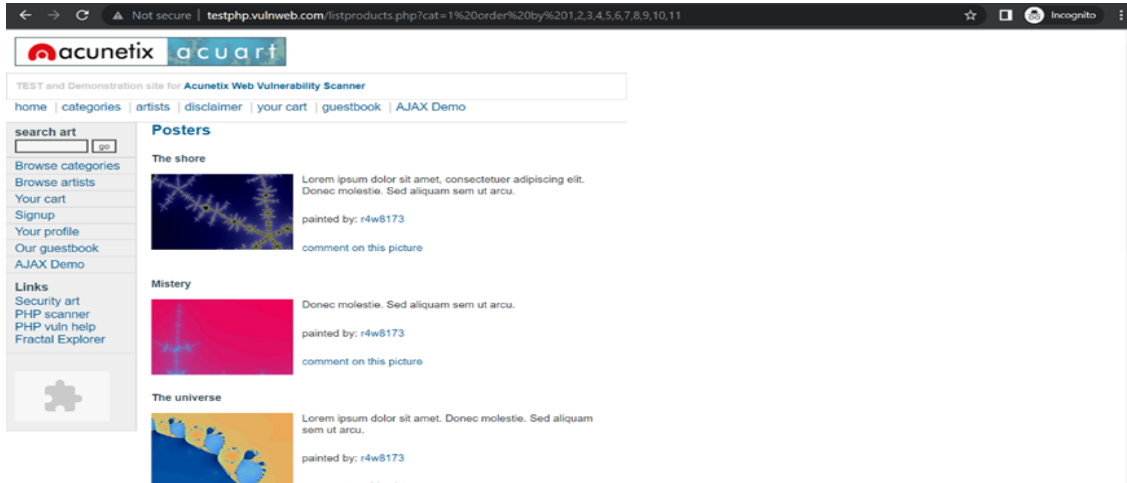 Not secure | testphp.vulnweb.com/listproducts.php?cat=1%20order%20by%201,2,3,4,5,6,7,8,9,10,11
Incognito
acunetix acuart
TEST and Demonstration site for Acunetix Web Vulnerability Scanner
home | categories | artists | disclaimer | your cart | guestbook | AJAX Demo
search art
go
Browse categories
Browse artists
Your cart
Signup
Your profile
Our guestbook
AJAX Demo
Links
Security art
PHP scanner
PHP vuln help
Fractal Explorer
Posters
The shore
Lorem ipsum dolor sit amet, consectetuer adipiscing elit.
Donec molestie. Sed aliquam sem ut arcu.
painted by: r4w8173
comment on this picture
Mistery
Donec molestie. Sed aliquam sem ut arcu.
painted by: r4w8173
comment on this picture
The universe
Lorem ipsum dolor sit amet. Donec molestie. Sed aliquam
sem ut arcu.
painted by: r4w8173